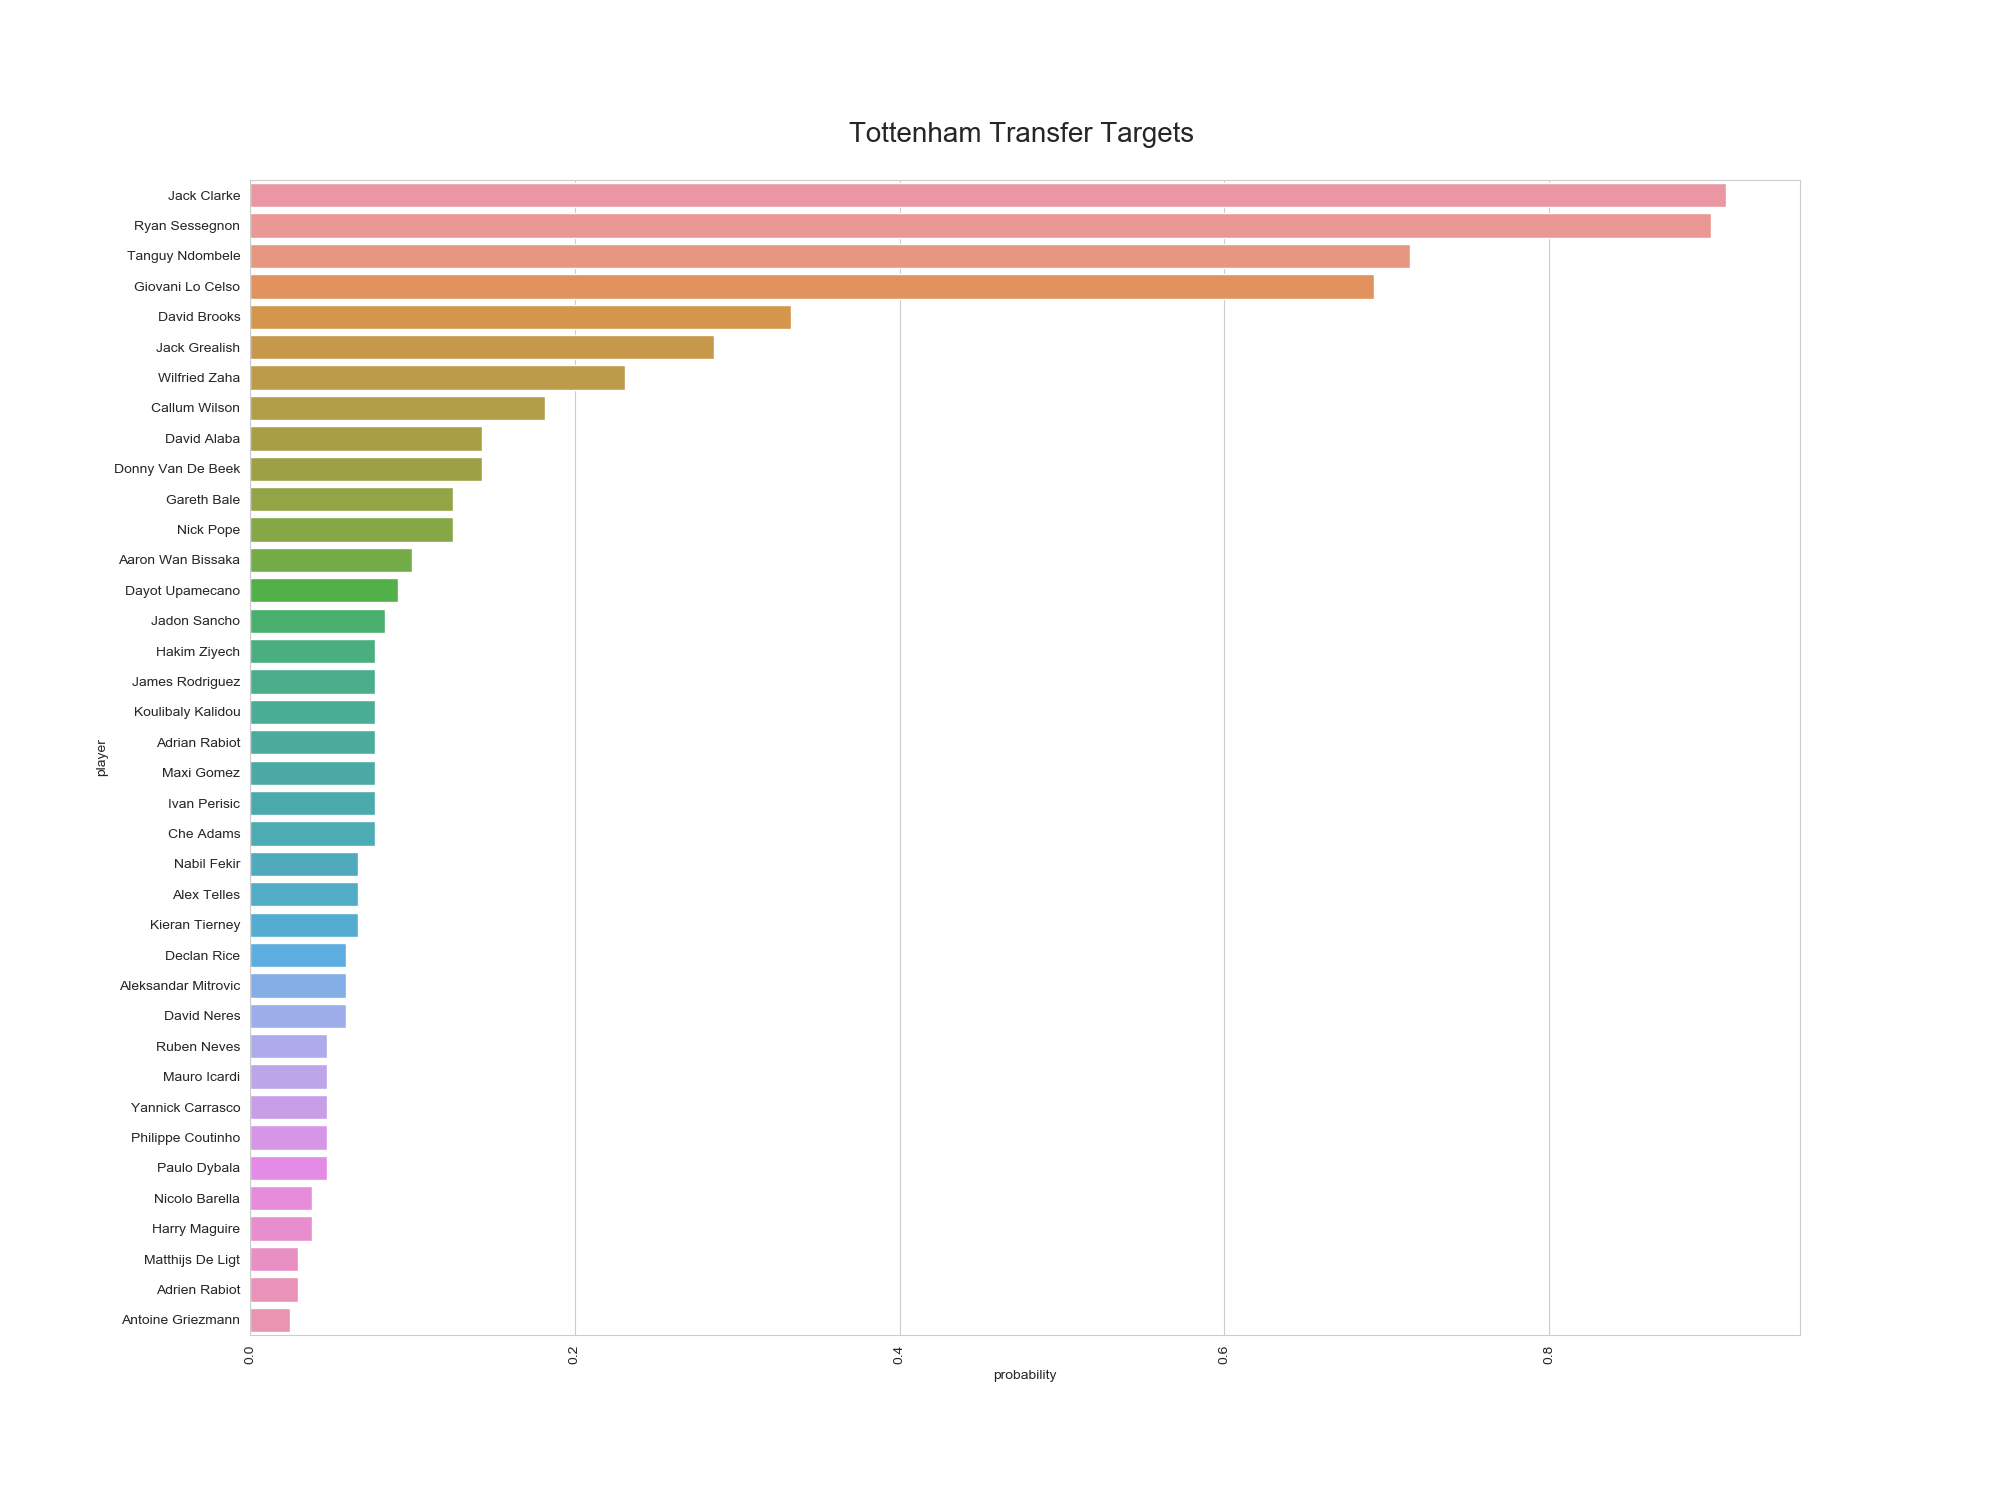 Tottenham Transfer Targets
Jack Clarke
Ryan Sessegnon
Tanguy Ndombele
Giovani Lo Celso
David Brooks
Jack Grealish
Wilfried Zaha
Callum Wilson
David Alaba
Donny Van De Beek
Gareth Bale
Nick Pope
Aaron Wan Bissaka
Dayot Upamecano
Jadon Sancho
Hakim Ziyech
James Rodriguez
Koulibaly Kalidou
Adrian Rabiot
Maxi Gomez
Ivan Perisic
Che Adams
Nabil Fekir
Alex Telles
Kieran Tierney
Declan Rice
Aleksandar Mitrovic
David Neres
Ruben Neves
Mauro Icardi
Yannick Carrasco
Philippe Coutinho
Paulo Dybala
Nicolo Barella
Harry Maguire
Matthijs De Ligt
Adrien Rabiot
Antoine Griezmann
player
0.0
0.2
0.4
0.6
0.8
probability